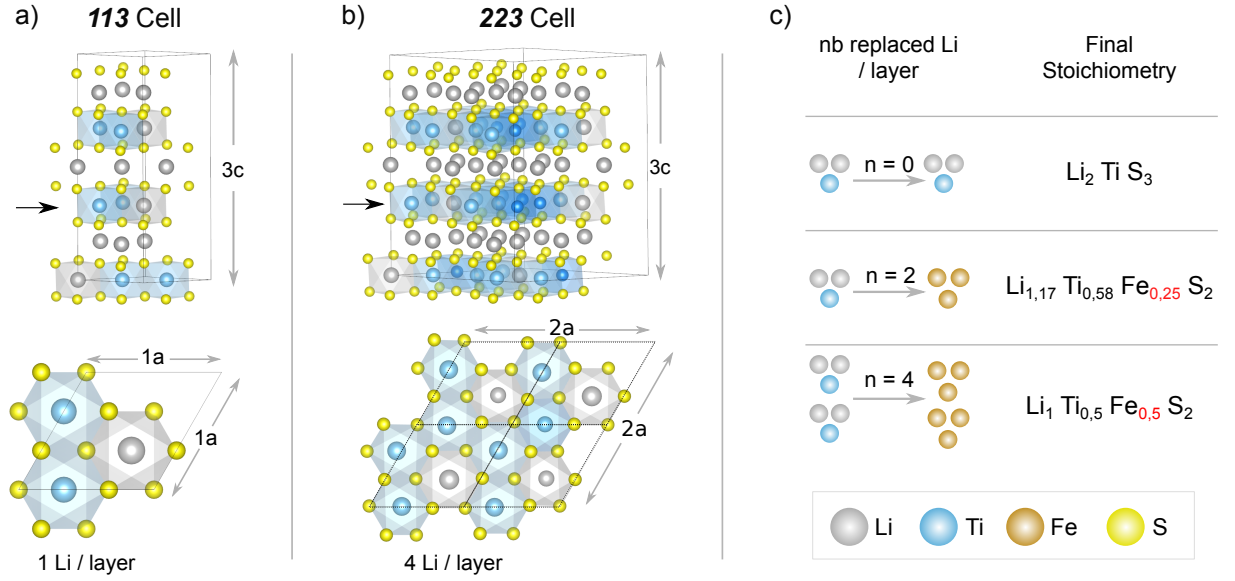 a)
113 Cell
3c
1a
1a
1 Li / layer
b)
223 Cell
3c
2a
2a
4 Li / layer
c)
nb replaced Li
/ layer
Final
Stoichiometry
n = 0
Li2 Ti S3
n = 2
Li1,17 Ti0,58 Fe0,25 S2
n = 4
Li1 Ti0,5 Fe0,5 S2
Li
Ti
Fe
S